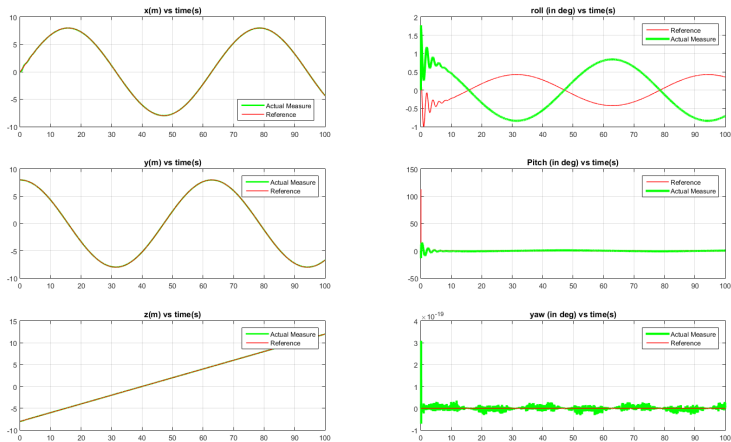 x(m) vs time(s)
10
5
0
-5
-10
Actual Measure
Reference
0 10 20 30 40 50 60 70 80 90 100
roll (in deg) vs time(s)
2
1.5
1
0.5
0
-0.5
-1
Reference
Actual Measure
0 10 20 30 40 50 60 70 80 90 100
y(m) vs time(s)
10
5
0
-5
-10
Actual Measure
Reference
0 10 20 30 40 50 60 70 80 90 100
Pitch (in deg) vs time(s)
150
100
50
0
-50
Reference
Actual Measure
0 10 20 30 40 50 60 70 80 90 100
z(m) vs time(s)
15
10
5
0
-5
-10
Actual Measure
Reference
0 10 20 30 40 50 60 70 80 90 100
× 10⁻¹⁹
yaw (in deg) vs time(s)
4
3
2
1
0
-1
Actual Measure
Reference
0 10 20 30 40 50 60 70 80 90 100